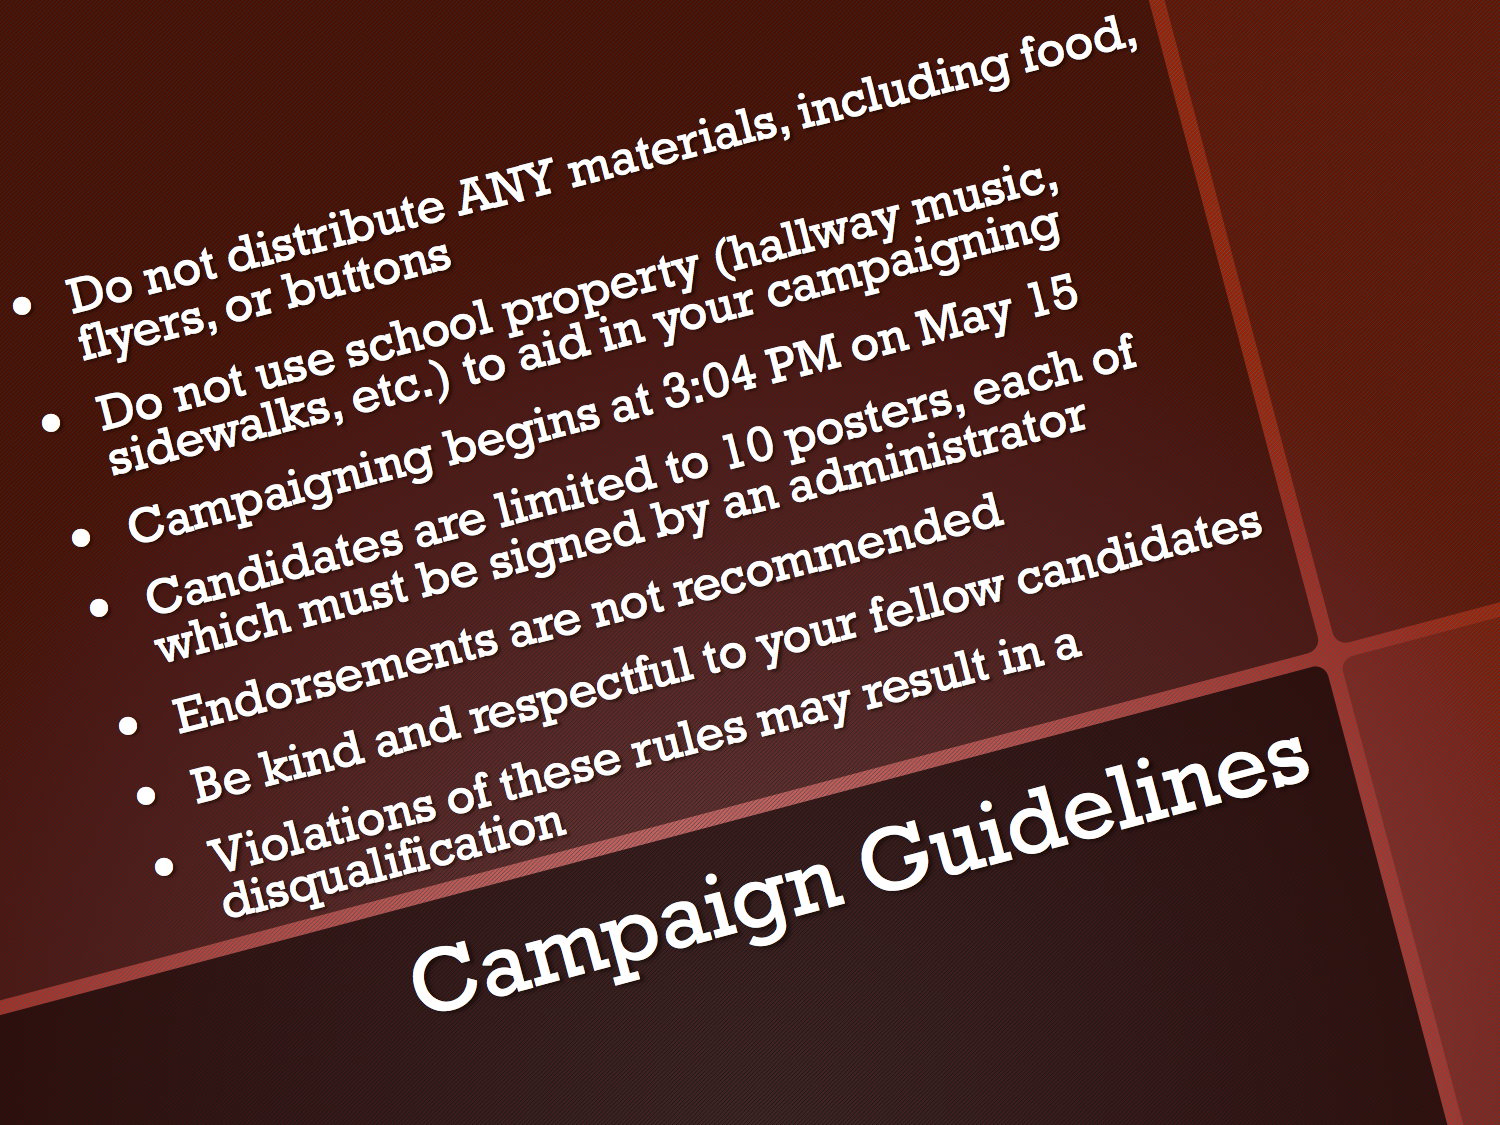 • Do not distribute ANY materials, including food,
flyers, or buttons
• Do not use school property (hallway music,
sidewalks, etc.) to aid in your campaigning
• Campaigning begins at 3:04 PM on May 15
• Candidates are limited to 10 posters, each of
which must be signed by an administrator
• Endorsements are not recommended
• Be kind and respectful to your fellow candidates
• Violations of these rules may result in a
disqualification
Campaign Guidelines